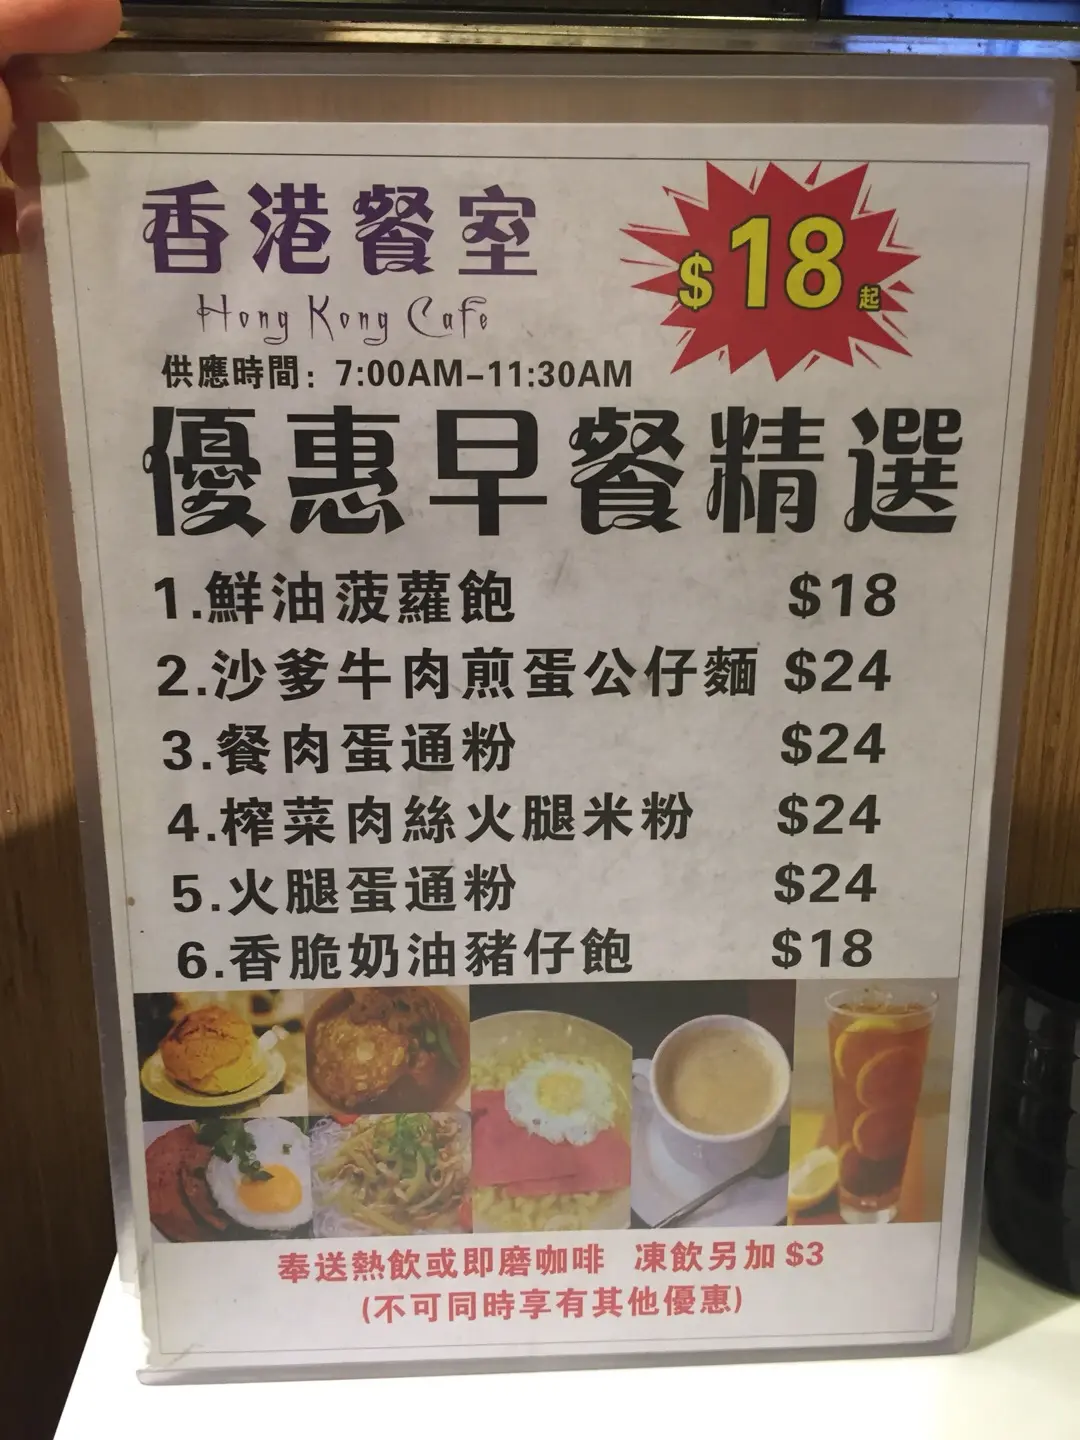 香港餐室
$18起
Hong Kong Cafe
供應時間：7:00AM-11:30AM
優惠早餐精選
1.鮮油菠蘿飽 $18
2.沙爹牛肉煎蛋公仔麵 $24
3.餐肉蛋通粉 $24
4.榨菜肉絲火腿米粉 $24
5.火腿蛋通粉 $24
6.香脆奶油豬仔飽 $18
奉送熱飲或即磨咖啡 凍飲另加$3
(不可同時享有其他優惠)